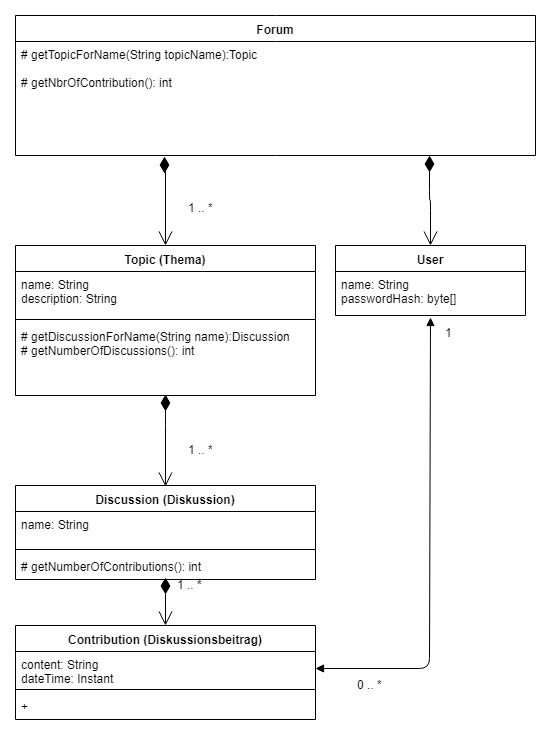 Forum
# getTopicForName(String topicName):Topic
# getNbrOfContribution(): int
1 .. *
Topic (Thema)
name: String
description: String
# getDiscussionForName(String name):Discussion
# getNumberOfDiscussions(): int
User
name: String
passwordHash: byte[]
1
1 .. *
Discussion (Diskussion)
name: String
# getNumberOfContributions(): int
1 .. *
Contribution (Diskussionsbeitrag)
content: String
dateTime: Instant
+
0 .. *